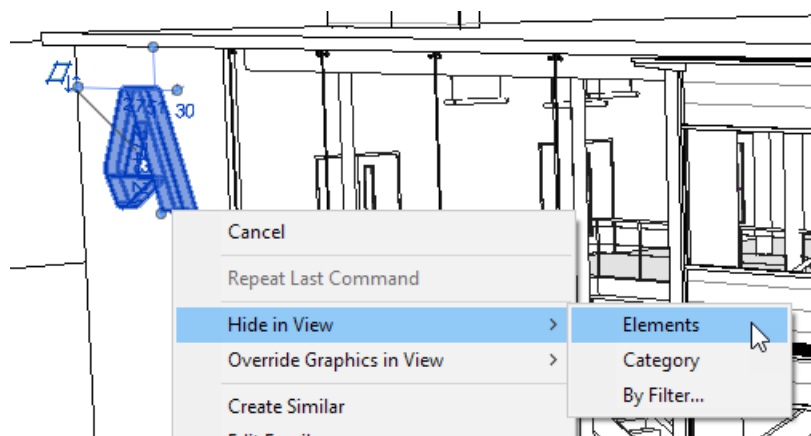 30
Cancel
Repeat Last Command
Hide in View
Elements
Override Graphics in View
Category
By Filter...
Create Similar